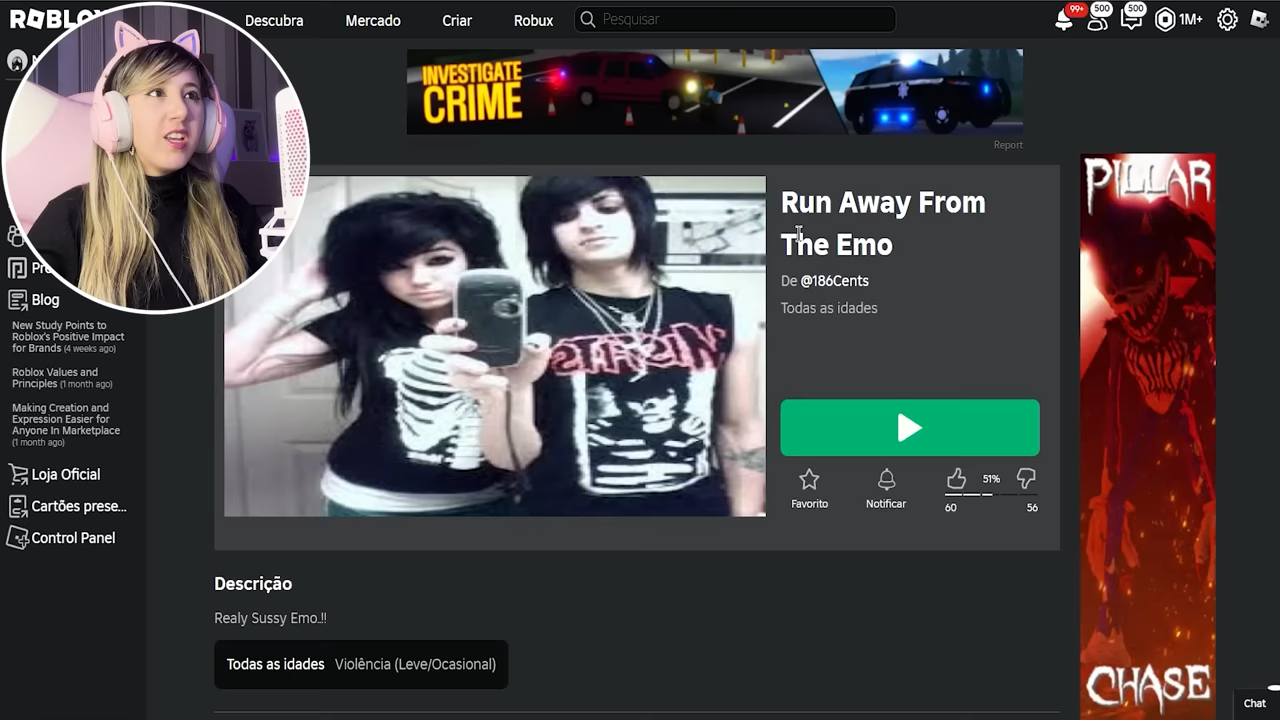 ROBLOX
Descubra
Mercado
Criar
Robux
Pesquisar
99+
500
500
1M+
INVESTIGATE
CRIME
Report
Run Away From
The Emo
De @186Cents
Todas as idades
Favorito
Notificar
51%
60
56
Blog
New Study Points to
Roblox's Positive Impact
for Brands (4 weeks ago)
Roblox Values and
Principles (1 month ago)
Making Creation and
Expression Easier for
Anyone In Marketplace
(1 month ago)
Loja Oficial
Cartões prese...
Control Panel
Descrição
Realy Sussy Emo..!!
Todas as idades Violência (Leve/Ocasional)
PILLAR
CHASE
Chat